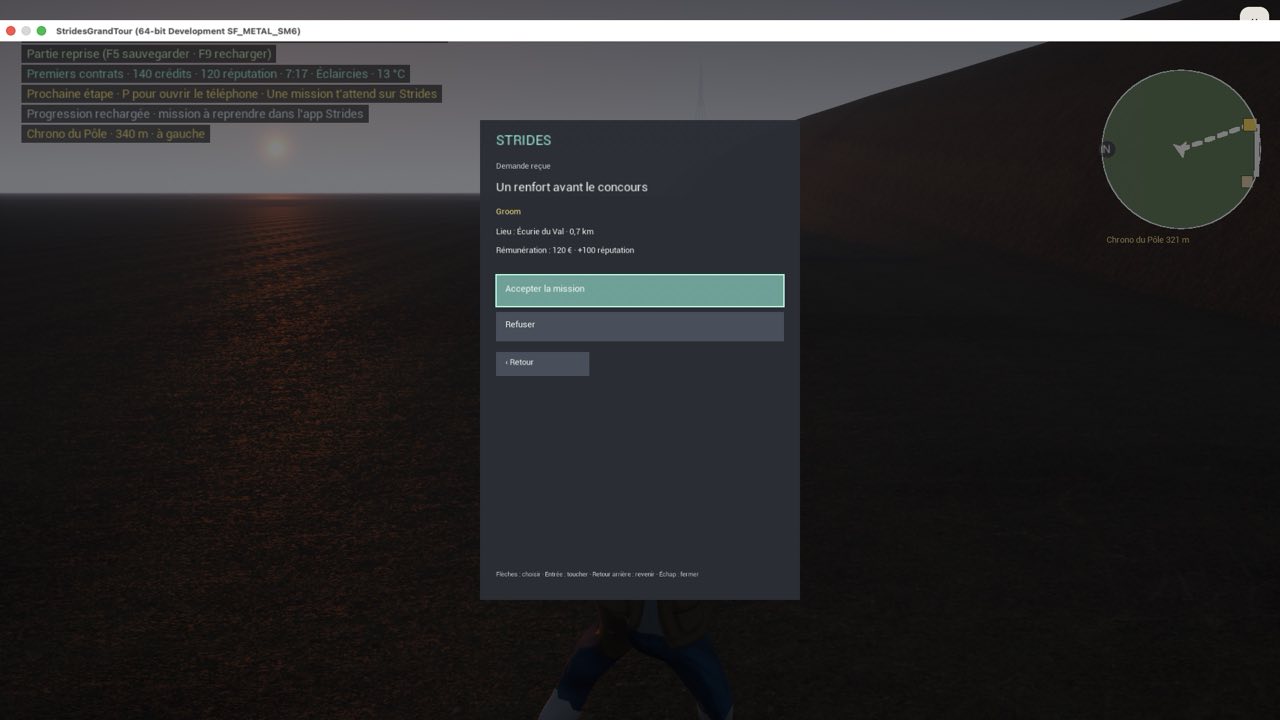 StridesGrandTour (64-bit Development SF_METAL_SM6)
Partie reprise (F5 sauvegarder · F9 recharger)
Premiers contrats · 140 crédits · 120 réputation · 7:17 · Éclaircies · 13 °C
Prochaine étape · P pour ouvrir le téléphone · Une mission t'attend sur Strides
Progression rechargée · mission à reprendre dans l'app Strides
Chrono du Pôle · 340 m · à gauche
N
Chrono du Pôle 321 m
STRIDES
Demande reçue
Un renfort avant le concours
Groom
Lieu : Écurie du Val · 0,7 km
Rémunération : 120 € · +100 réputation
Accepter la mission
Refuser
‹ Retour
Flèches : choisir · Entrée : toucher · Retour arrière : revenir · Échap : fermer